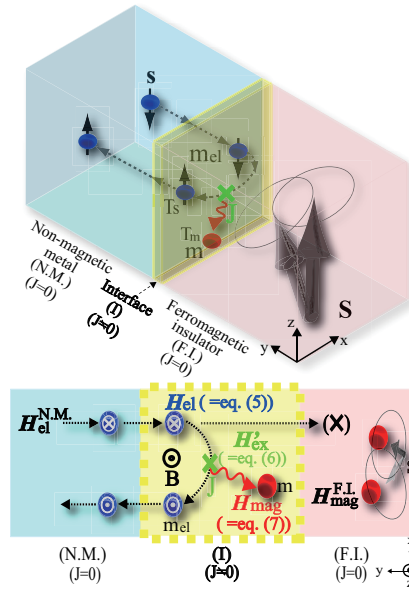 s
m_el
T_s
J
T_m
m
S
Non-magnetic
metal
(N.M.)
(J=0)
Interface
(I)
(J≠0)
Ferromagnetic
insulator
(F.I.)
(J=0)
z
y
x
H_el^N.M.
H_el (=eq. (5))
(×)
H'_ex
(=eq. (6))
B
J
m
H_mag
(=eq. (7))
m_el
H_mag^F.I.
(N.M.)
(J=0)
(I)
(J≠0)
(F.I.)
(J=0)
y